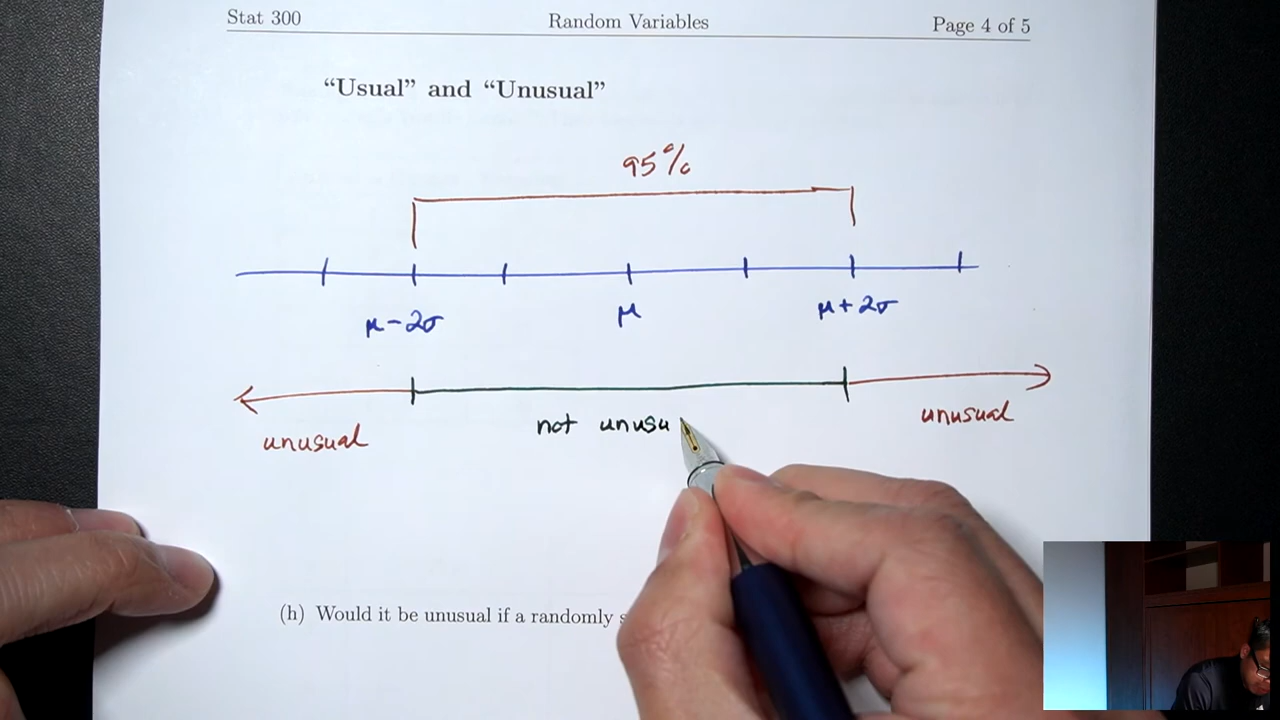 Stat 300 Random Variables Page 4 of 5
“Usual” and “Unusual”
95%
μ-2σ μ μ+2σ
unusual not unusu unusual
(h) Would it be unusual if a randomly